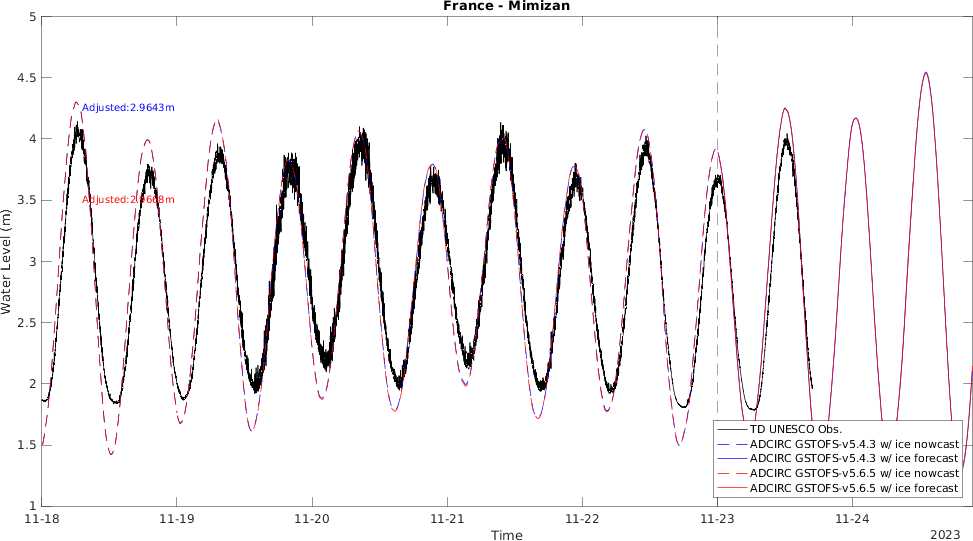 France - Mimizan
5
4.5
4
3.5
3
2.5
2
1.5
1
Water Level (m)
Adjusted:2.9643m
Adjusted:2.9668m
TD UNESCO Obs.
ADCIRC GSTOFS-v5.4.3 w/ ice nowcast
ADCIRC GSTOFS-v5.4.3 w/ ice forecast
ADCIRC GSTOFS-v5.6.5 w/ ice nowcast
ADCIRC GSTOFS-v5.6.5 w/ ice forecast
11-18 11-19 11-20 11-21 11-22 11-23 11-24
Time
2023